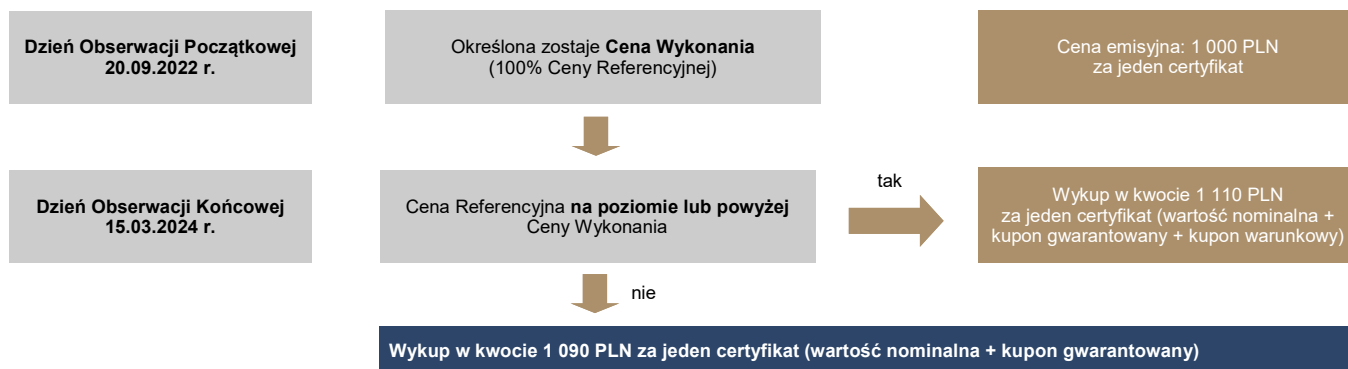 Dzień Obserwacji Początkowej
20.09.2022 r.
Określona zostaje Cena Wykonania
(100% Ceny Referencyjnej)
Cena emisyjna: 1 000 PLN
za jeden certyfikat
Dzień Obserwacji Końcowej
15.03.2024 r.
Cena Referencyjna na poziomie lub powyżej
Ceny Wykonania
tak
Wykup w kwocie 1 110 PLN
za jeden certyfikat (wartość nominalna +
kupon gwarantowany + kupon warunkowy)
nie
Wykup w kwocie 1 090 PLN za jeden certyfikat (wartość nominalna + kupon gwarantowany)